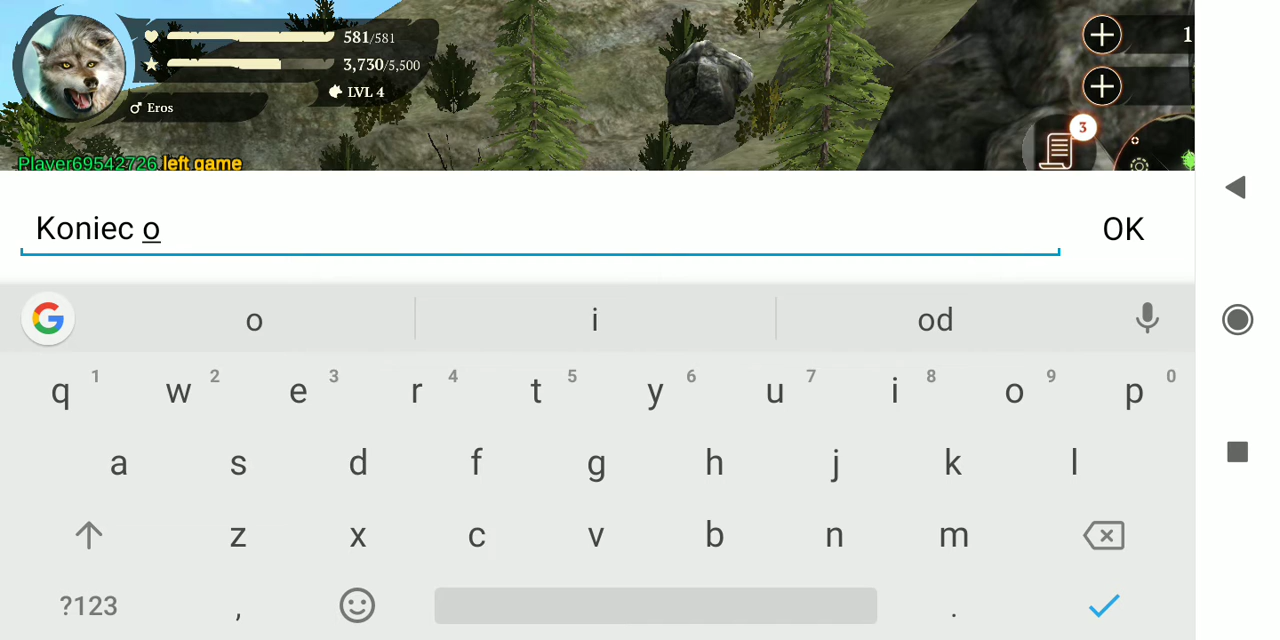 581/581
3,730/5,500
LVL 4
Eros
1
3
Player69542726 left game
Koniec o
OK
o i od
q 1 w 2 e 3 r 4 t 5 y 6 u 7 i 8 o 9 p 0
a s d f g h j k l
z x c v b n m
?123 , .